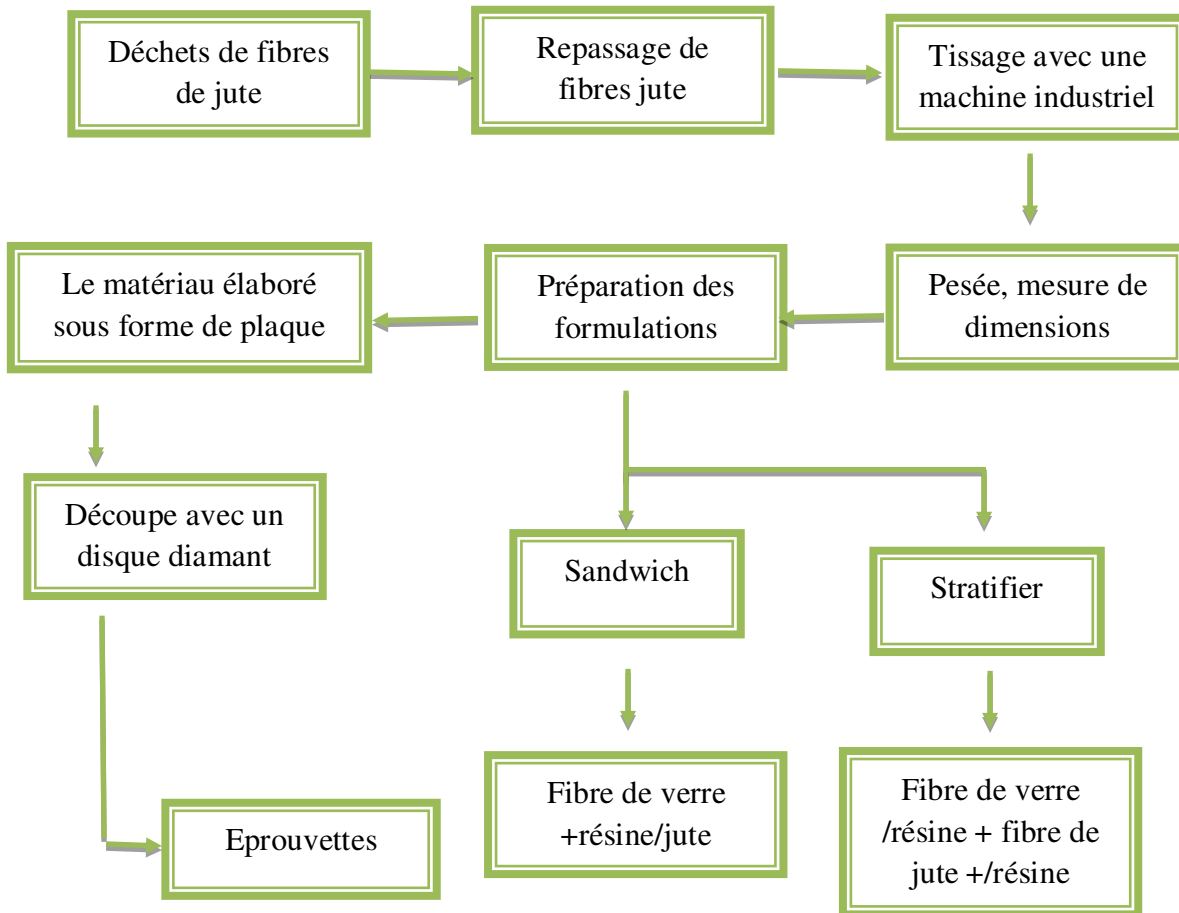 Déchets de fibres
de jute
Repassage de
fibres jute
Tissage avec une
machine industriel
Pesée, mesure de
dimensions
Préparation des
formulations
Le matériau élaboré
sous forme de plaque
Découpe avec un
disque diamant
Eprouvettes
Sandwich
Fibre de verre
+résine/jute
Stratifier
Fibre de verre
/résine + fibre de
jute +/résine